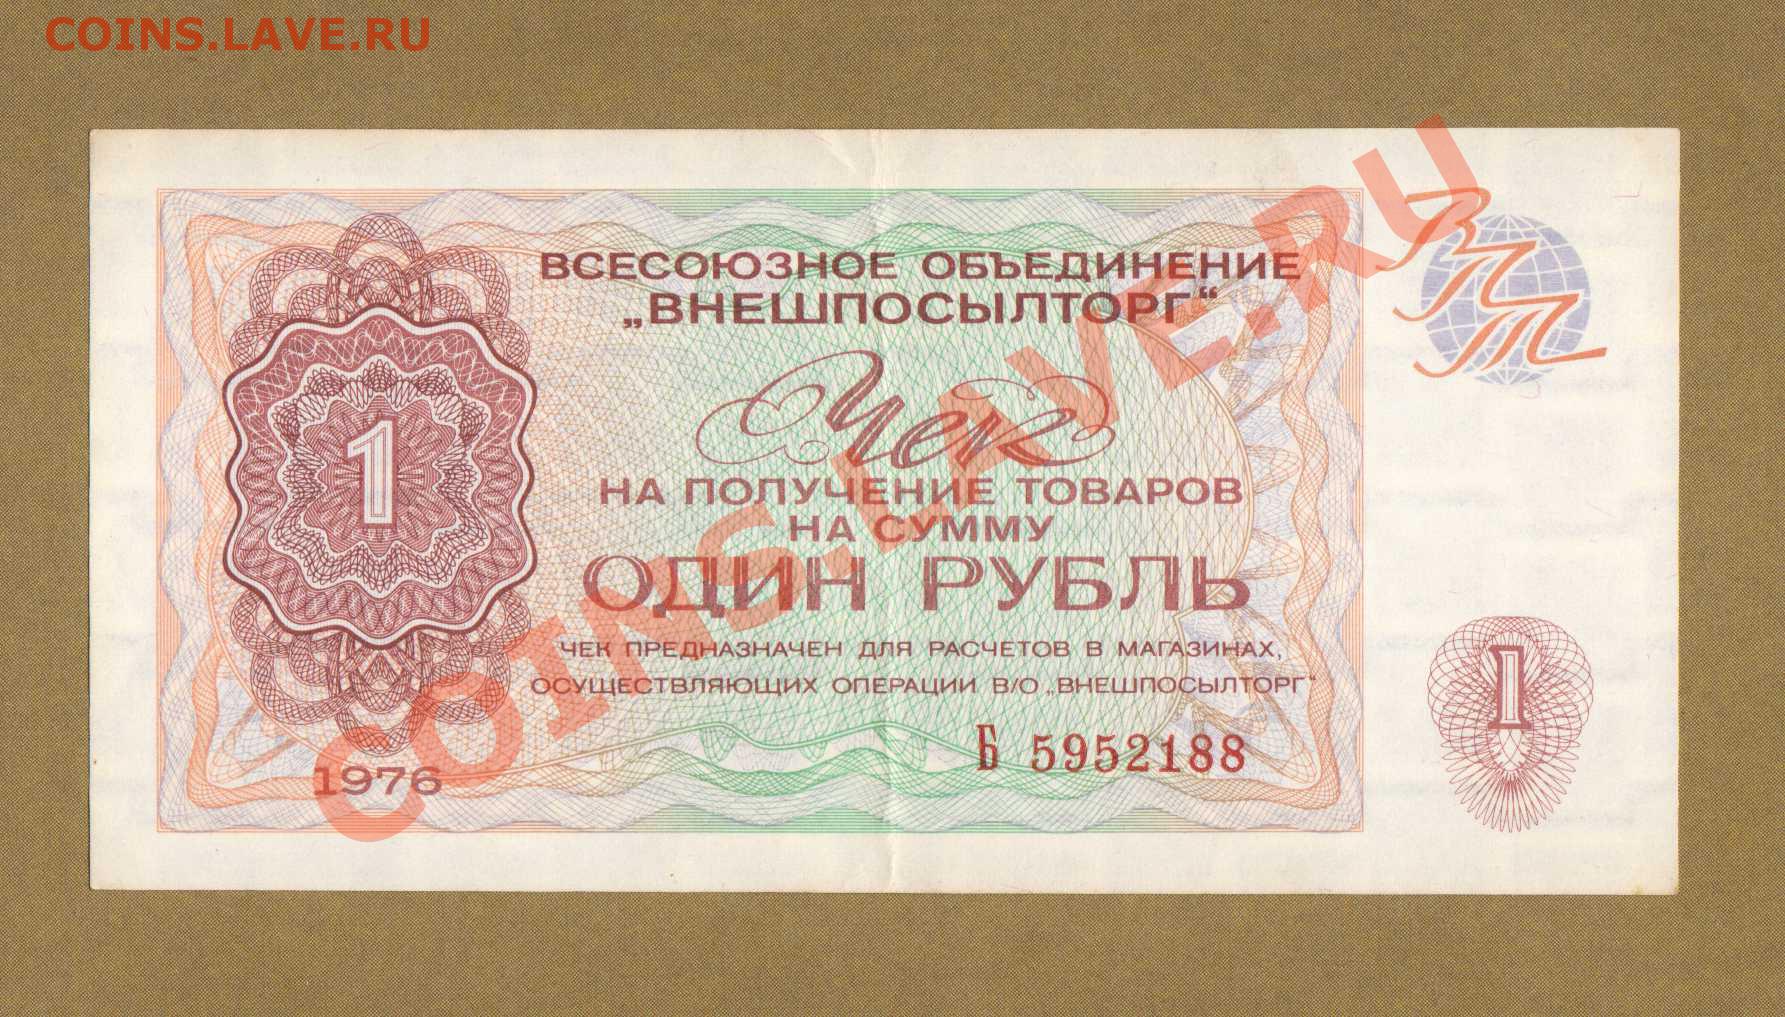 COINS.LAVE.RU
ВСЕСОЮЗНОЕ ОБЪЕДИНЕНИЕ
„ВНЕШПОСЫЛТОРГ“
ВПТ
Чек
НА ПОЛУЧЕНИЕ ТОВАРОВ
НА СУММУ
ОДИН РУБЛЬ
1
ЧЕК ПРЕДНАЗНАЧЕН ДЛЯ РАСЧЕТОВ В МАГАЗИНАХ,
ОСУЩЕСТВЛЯЮЩИХ ОПЕРАЦИИ В/О „ВНЕШПОСЫЛТОРГ“
Б 5952188
1976
1
COINS.LAVE.RU